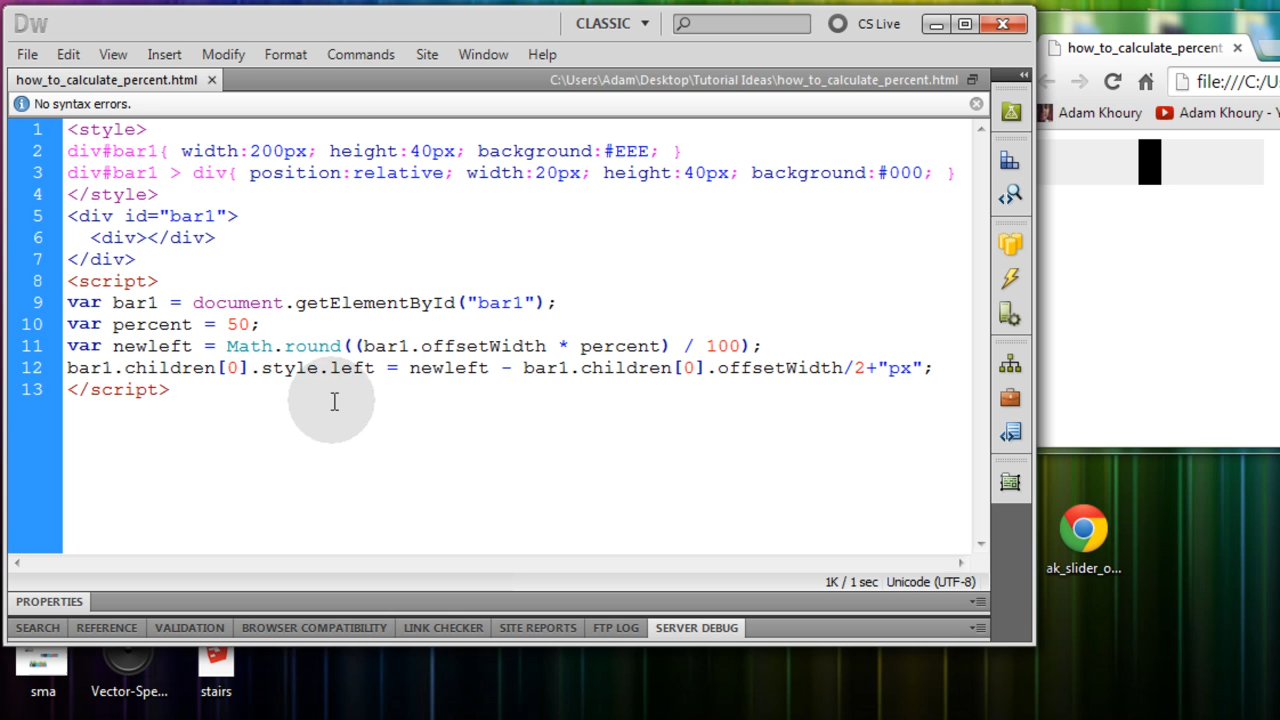 Dw
CLASSIC
CS Live
File Edit View Insert Modify Format Commands Site Window Help
how_to_calculate_percent.html
C:\Users\Adam\Desktop\Tutorial Ideas\how_to_calculate_percent.html
No syntax errors.
1 <style>
2 div#bar1{ width:200px; height:40px; background:#EEE; }
3 div#bar1 > div{ position:relative; width:20px; height:40px; background:#000; }
4 </style>
5 <div id="bar1">
6 <div></div>
7 </div>
8 <script>
9 var bar1 = document.getElementById("bar1");
10 var percent = 50;
11 var newleft = Math.round((bar1.offsetWidth * percent) / 100);
12 bar1.children[0].style.left = newleft - bar1.children[0].offsetWidth/2+"px";
13 </script>
1K / 1 sec Unicode (UTF-8)
PROPERTIES
SEARCH REFERENCE VALIDATION BROWSER COMPATIBILITY LINK CHECKER SITE REPORTS FTP LOG SERVER DEBUG
how_to_calculate_percent
file:///C:/U
Adam Khoury
Adam Khoury - Y
ak_slider_o...
sma
Vector-Spe...
stairs